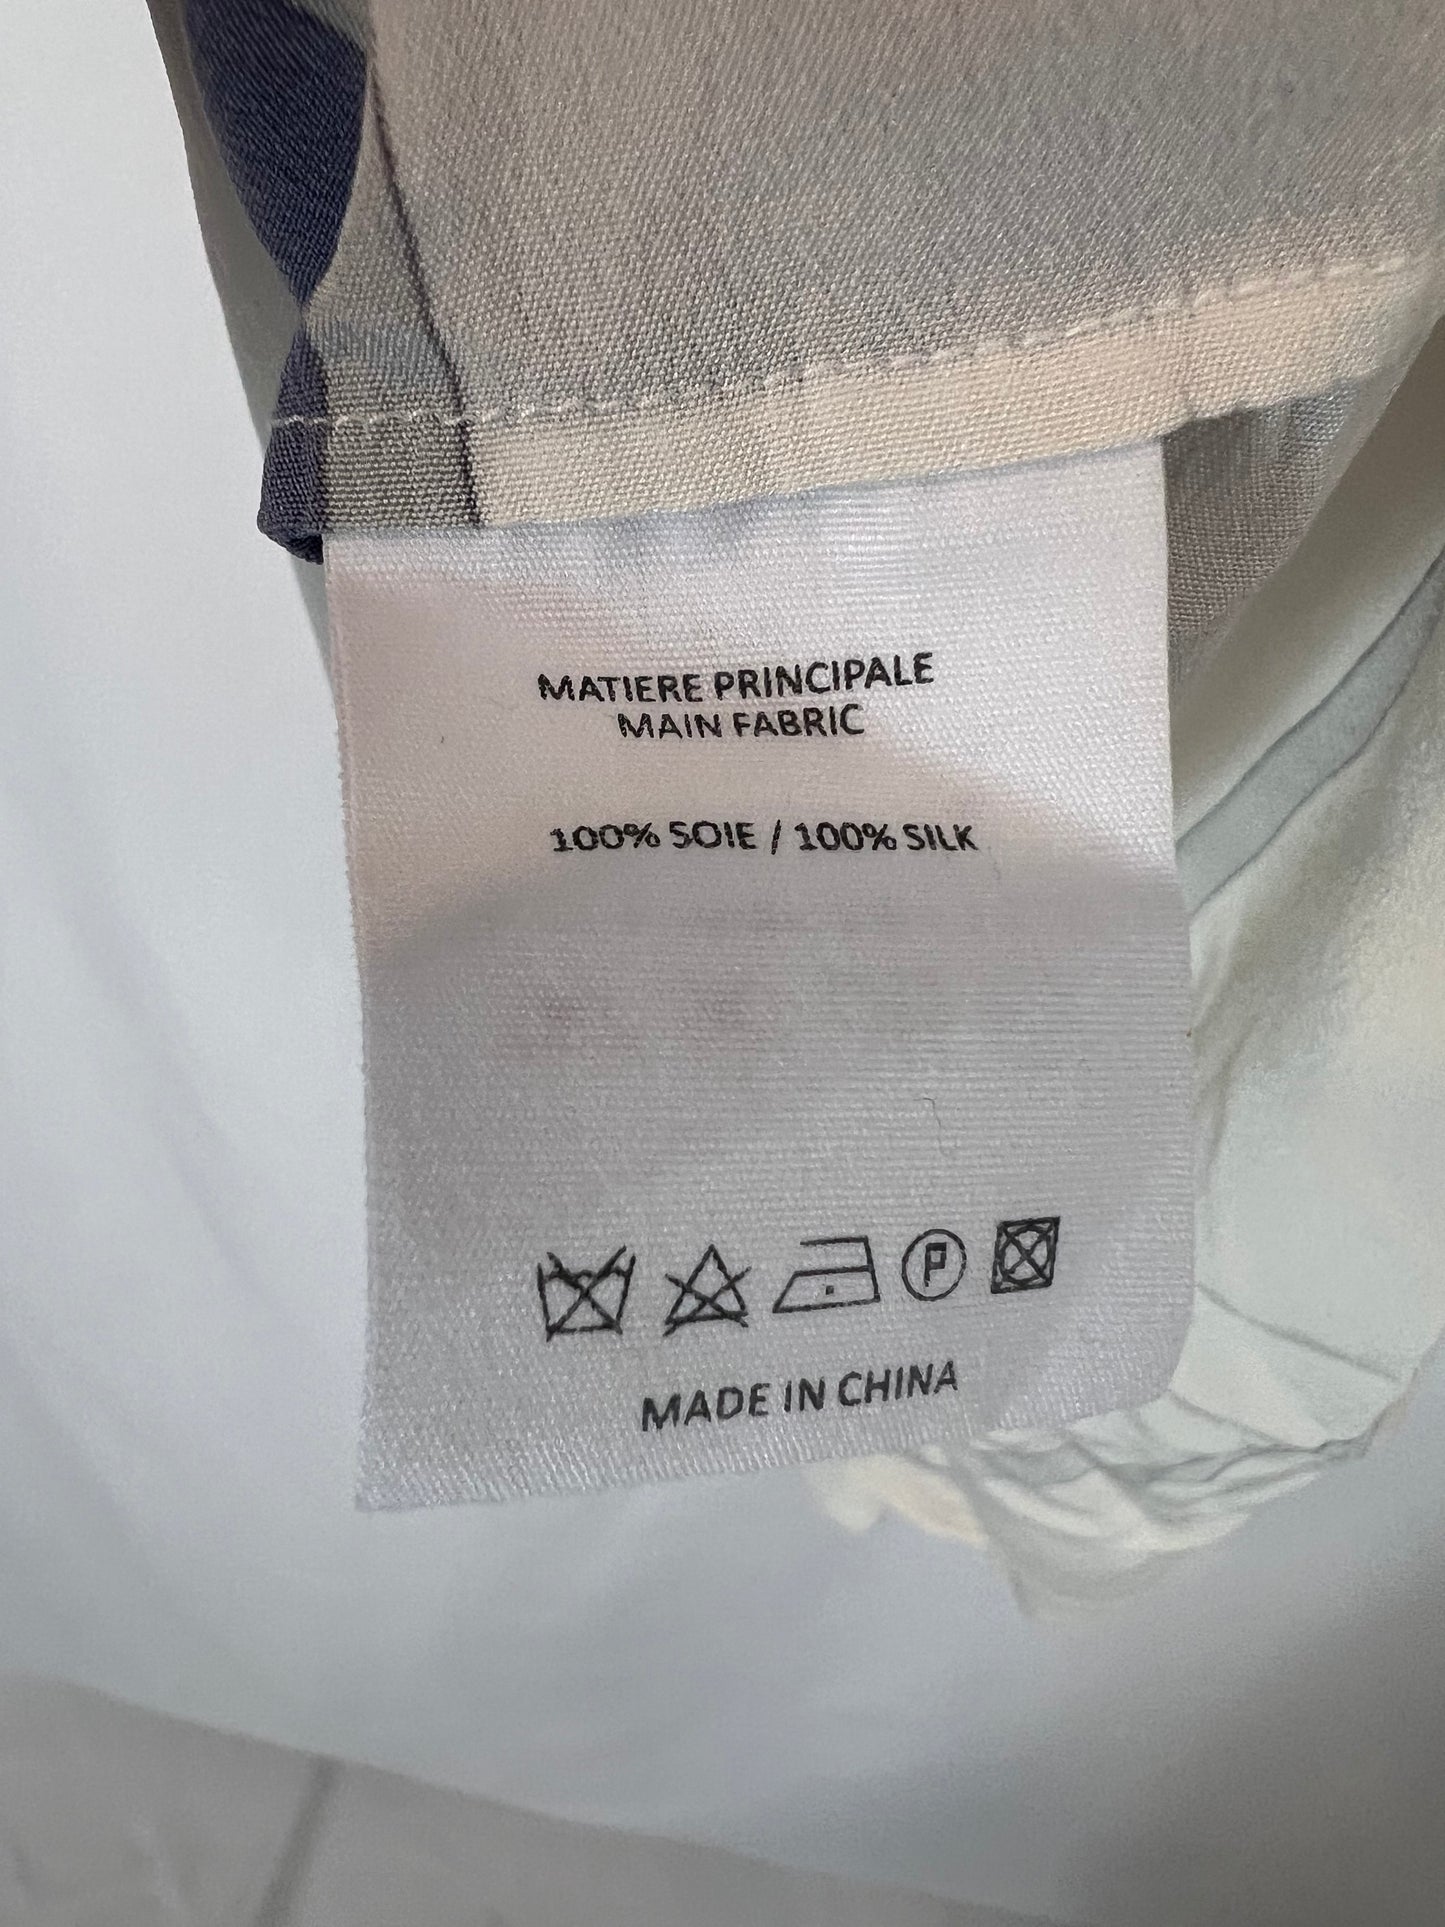 MATIERE PRINCIPALE
MAIN FABRIC
100% SOIE / 100% SILK
P
MADE IN CHINA